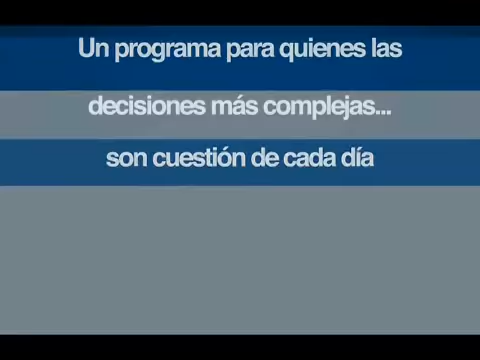 Un programa para quienes las
decisiones más complejas...
son cuestión de cada día